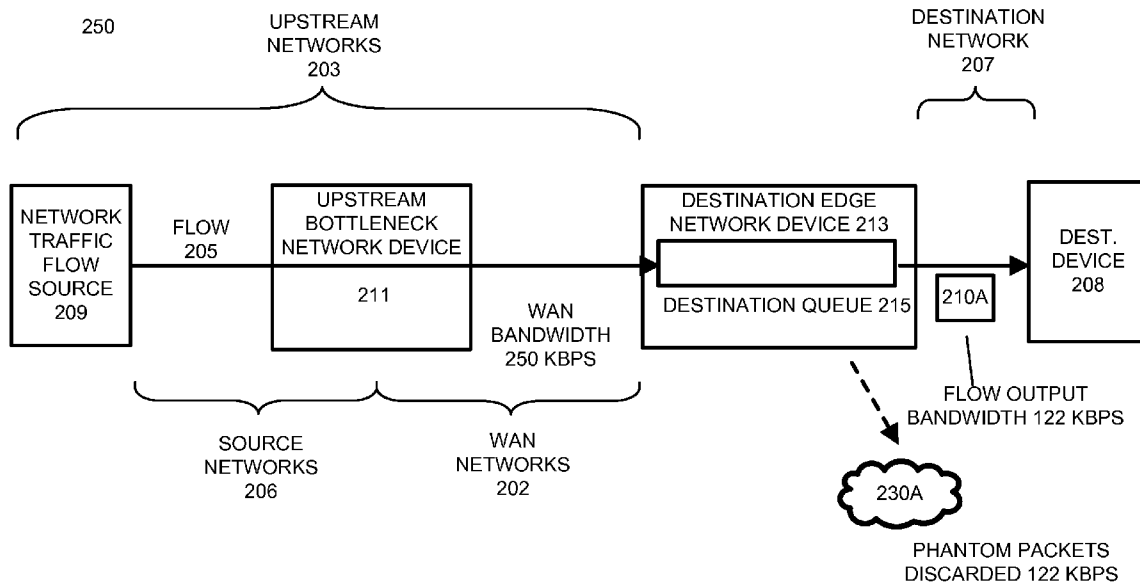 250
UPSTREAM
NETWORKS
203
DESTINATION
NETWORK
207
NETWORK
TRAFFIC
FLOW
SOURCE
209
FLOW
205
UPSTREAM
BOTTLENECK
NETWORK DEVICE
211
WAN
BANDWIDTH
250 KBPS
DESTINATION EDGE
NETWORK DEVICE 213
DESTINATION QUEUE 215
210A
DEST.
DEVICE
208
FLOW OUTPUT
BANDWIDTH 122 KBPS
SOURCE
NETWORKS
206
WAN
NETWORKS
202
230A
PHANTOM PACKETS
DISCARDED 122 KBPS